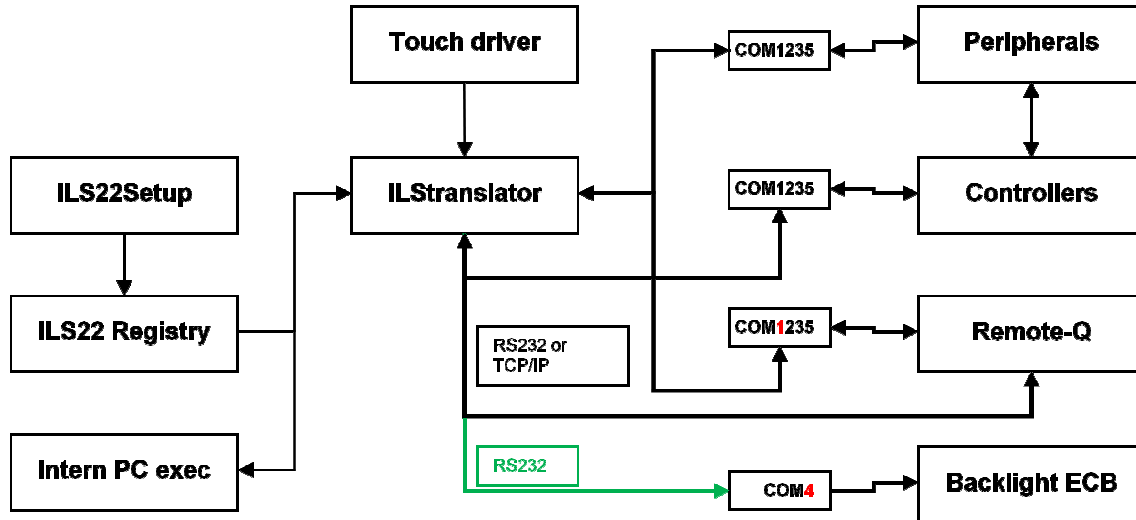 Touch driver
COM1235
Peripherals
ILS22Setup
ILStranslator
COM1235
Controllers
ILS22 Registry
COM1235
Remote-Q
RS232 or
TCP/IP
Intern PC exec
RS232
COM4
Backlight ECB